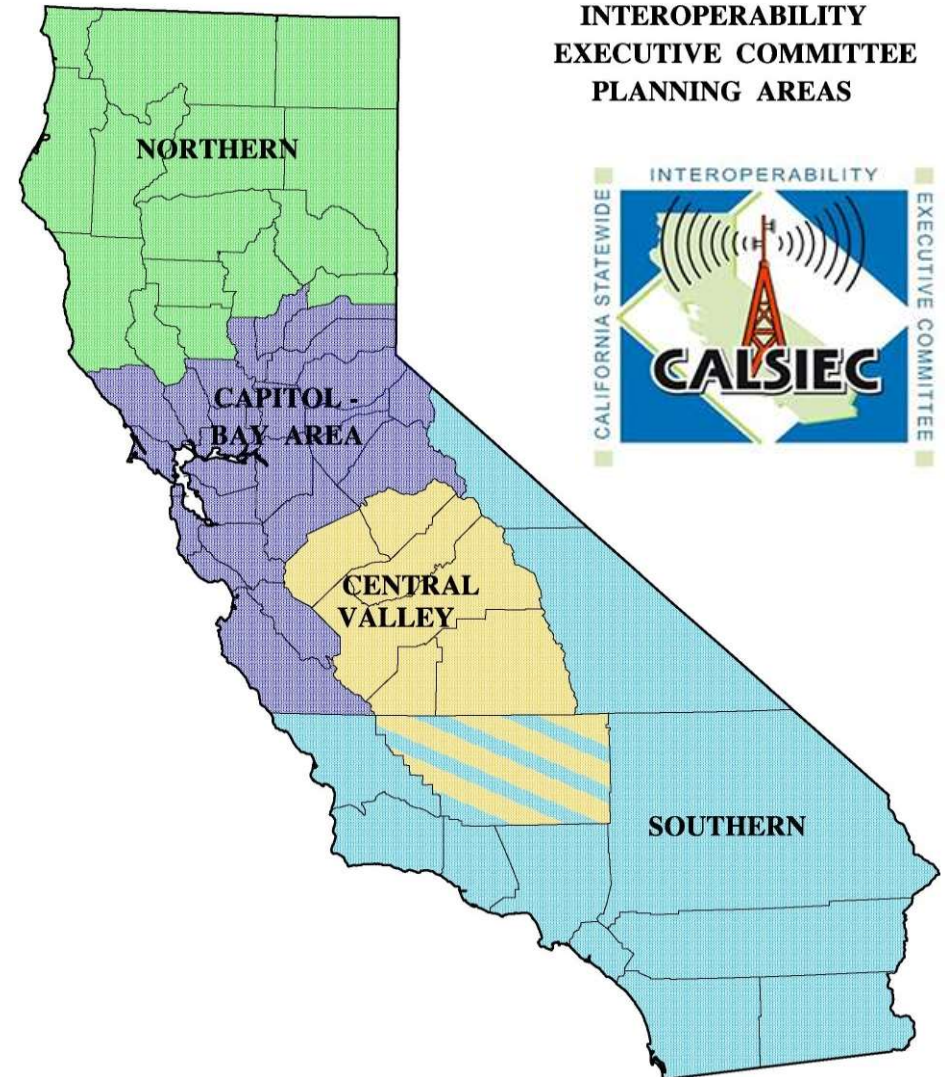 INTEROPERABILITY
EXECUTIVE COMMITTEE
PLANNING AREAS
INTEROPERABILITY
CALIFORNIA STATEWIDE
EXECUTIVE COMMITTEE
CALSIEC
NORTHERN
CAPITOL -
BAY AREA
CENTRAL
VALLEY
SOUTHERN